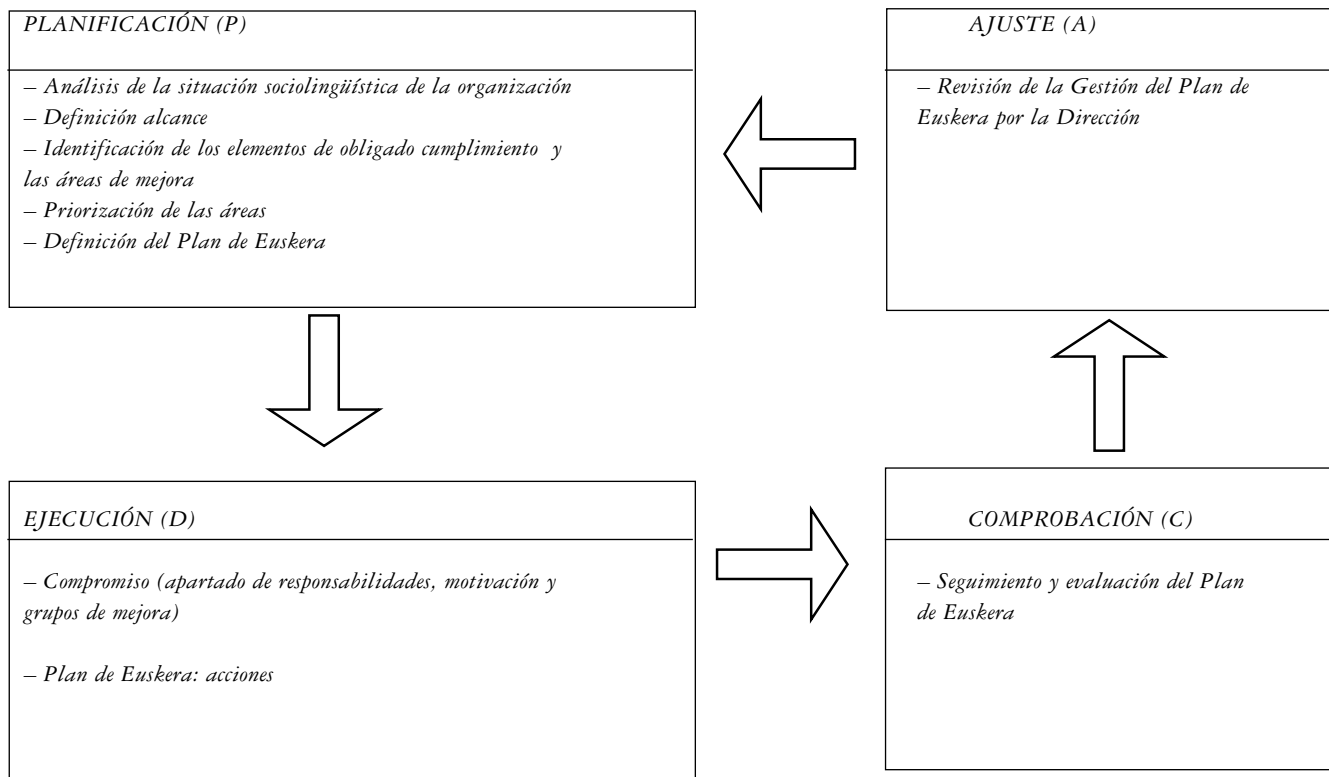 PLANIFICACIÓN (P)
– Análisis de la situación sociolingüística de la organización
– Definición alcance
– Identificación de los elementos de obligado cumplimiento y
las áreas de mejora
– Priorización de las áreas
– Definición del Plan de Euskera
AJUSTE (A)
– Revisión de la Gestión del Plan de
Euskera por la Dirección
EJECUCIÓN (D)
– Compromiso (apartado de responsabilidades, motivación y
grupos de mejora)
– Plan de Euskera: acciones
COMPROBACIÓN (C)
– Seguimiento y evaluación del Plan
de Euskera